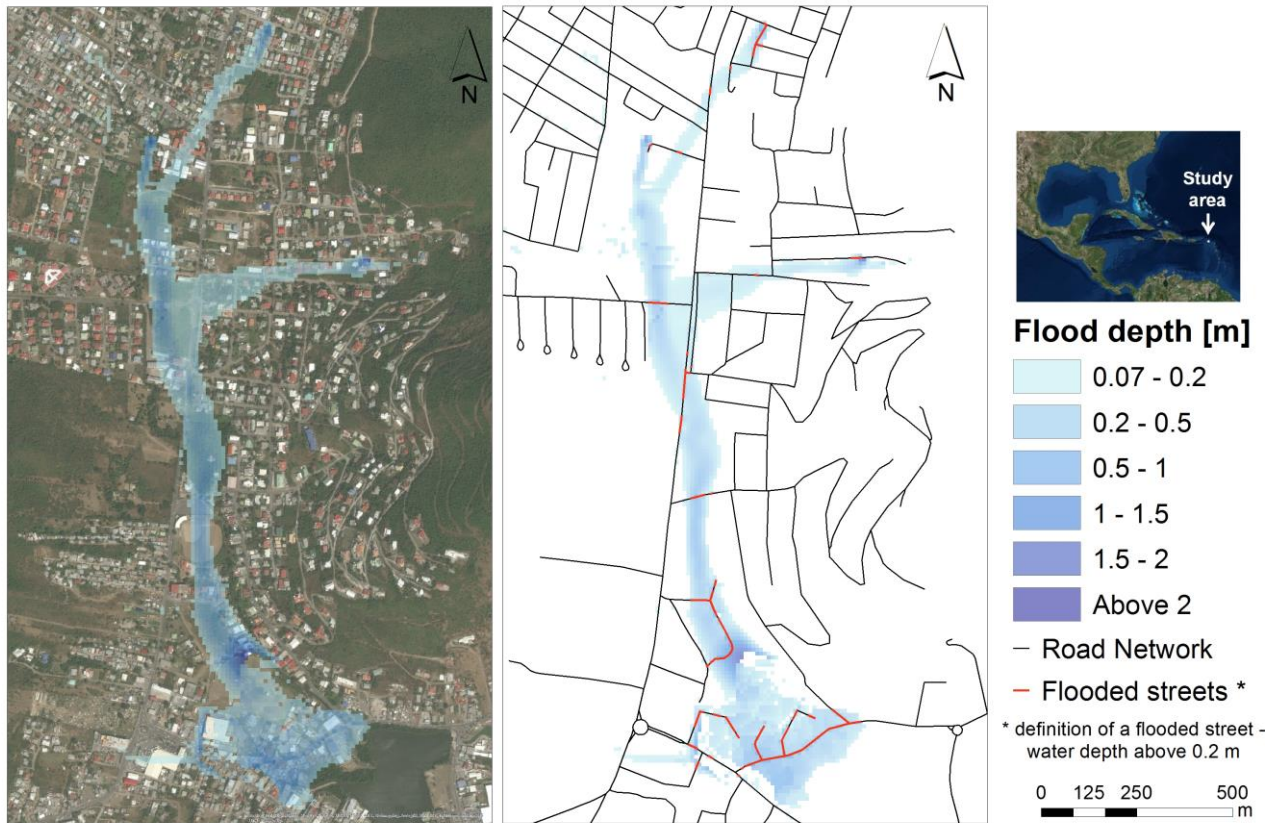 N
N
Study
area
Flood depth [m]
0.07 - 0.2
0.2 - 0.5
0.5 - 1
1 - 1.5
1.5 - 2
Above 2
Road Network
Flooded streets *
* definition of a flooded street -
water depth above 0.2 m
0 125 250 500
m